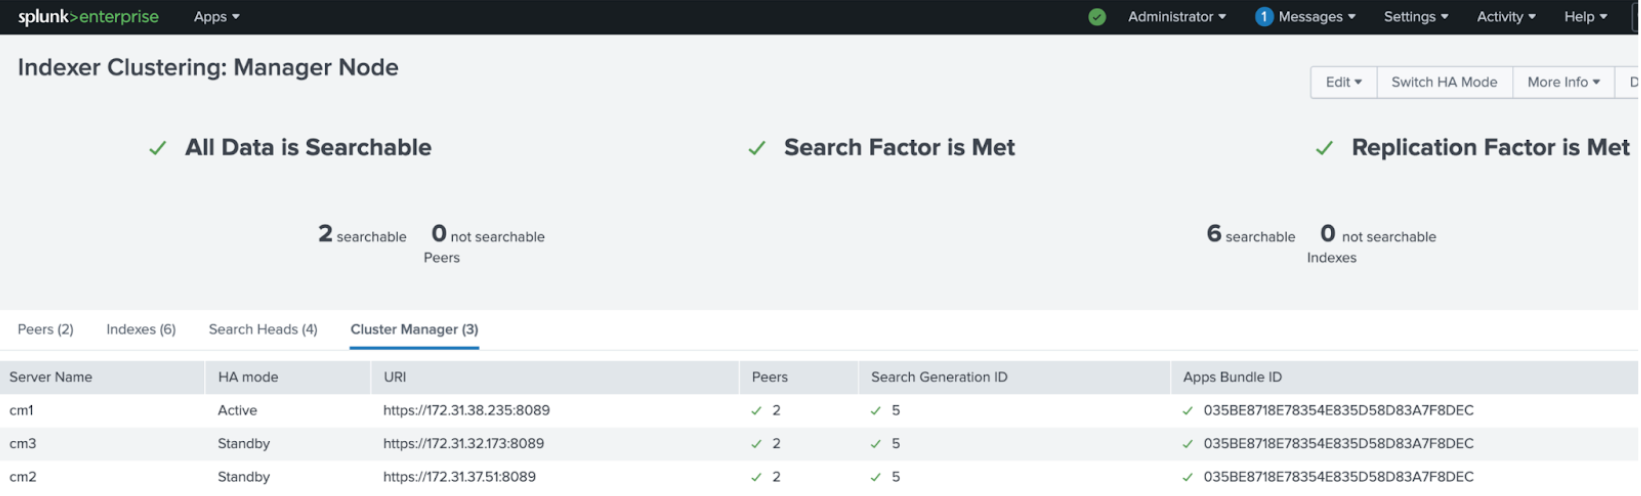 splunk>enterprise Apps Administrator 1 Messages Settings Activity Help
Indexer Clustering: Manager Node
Edit Switch HA Mode More Info D
All Data is Searchable Search Factor is Met Replication Factor is Met
2 searchable 0 not searchable 6 searchable 0 not searchable
Peers Indexes
Peers (2) Indexes (6) Search Heads (4) Cluster Manager (3)
Server Name HA mode URI Peers Search Generation ID Apps Bundle ID
cm1 Active https://172.31.38.235:8089 2 5 035BE8718E78354E835D58D83A7F8DEC
cm3 Standby https://172.31.32.173:8089 2 5 035BE8718E78354E835D58D83A7F8DEC
cm2 Standby https://172.31.37.51:8089 2 5 035BE8718E78354E835D58D83A7F8DEC